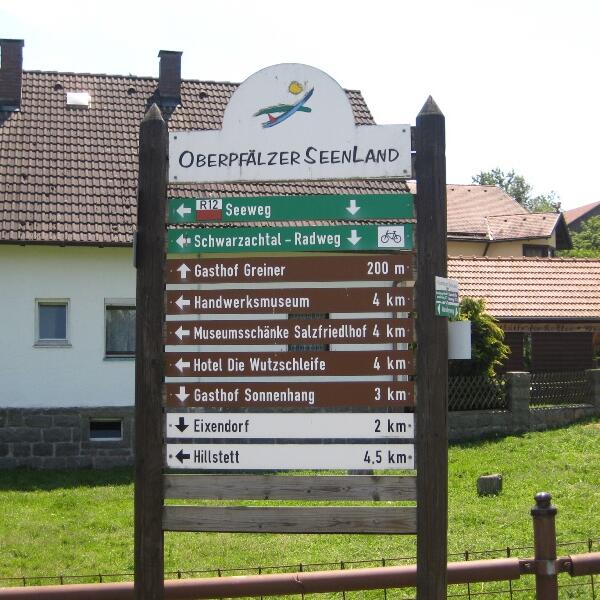 OBERPFÄLZER SEENLAND
R12 Seeweg
Schwarzachtal - Radweg
Gasthof Greiner 200 m
Handwerksmuseum 4 km
Museumsschänke Salzfriedlhof 4 km
Hotel Die Wutzschleife 4 km
Gasthof Sonnenhang 3 km
Eixendorf 2 km
Hillstett 4,5 km